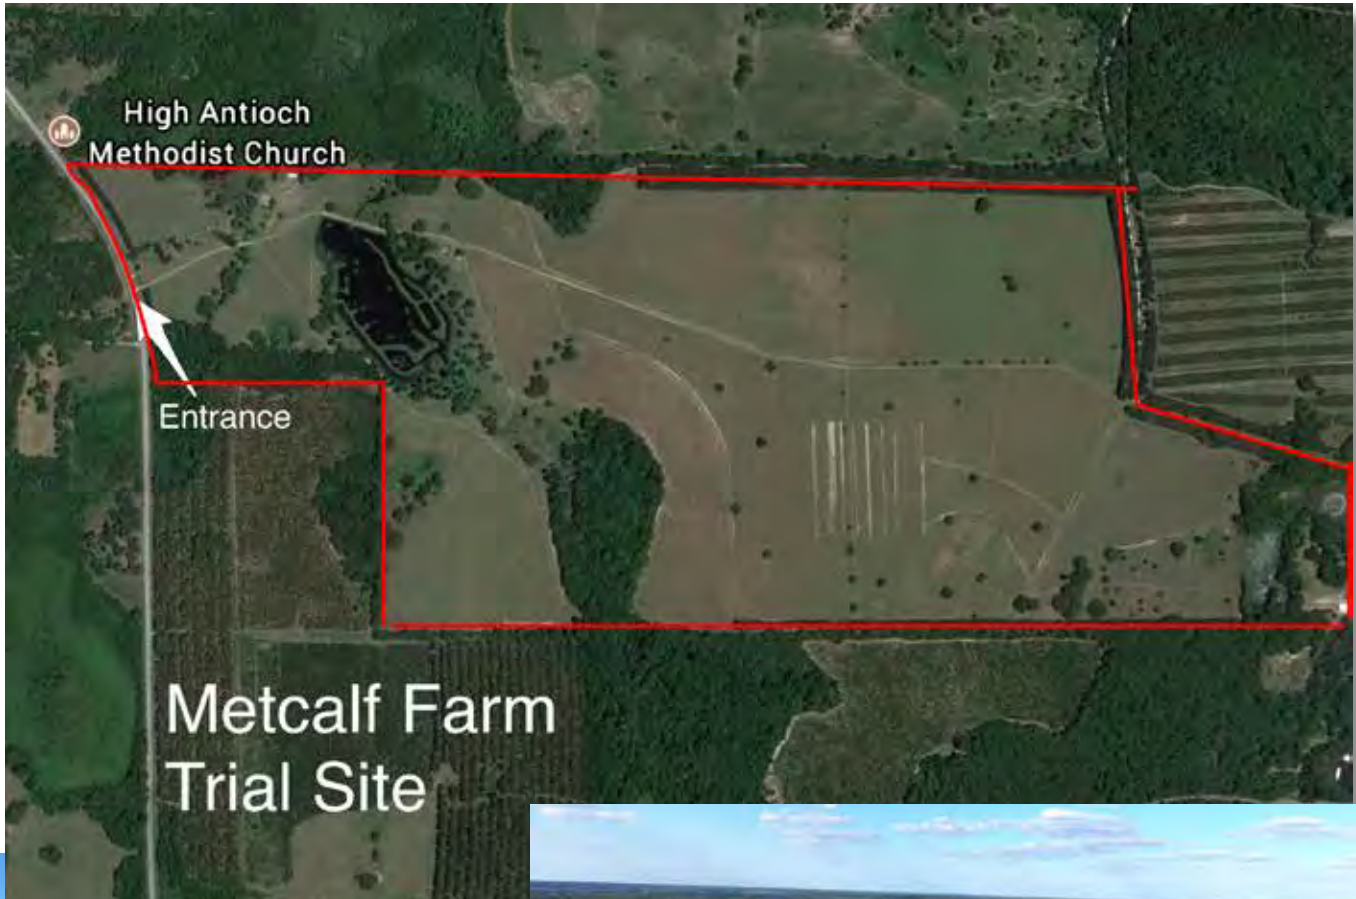 High Antioch
Methodist Church
Entrance
Metcalf Farm
Trial Site